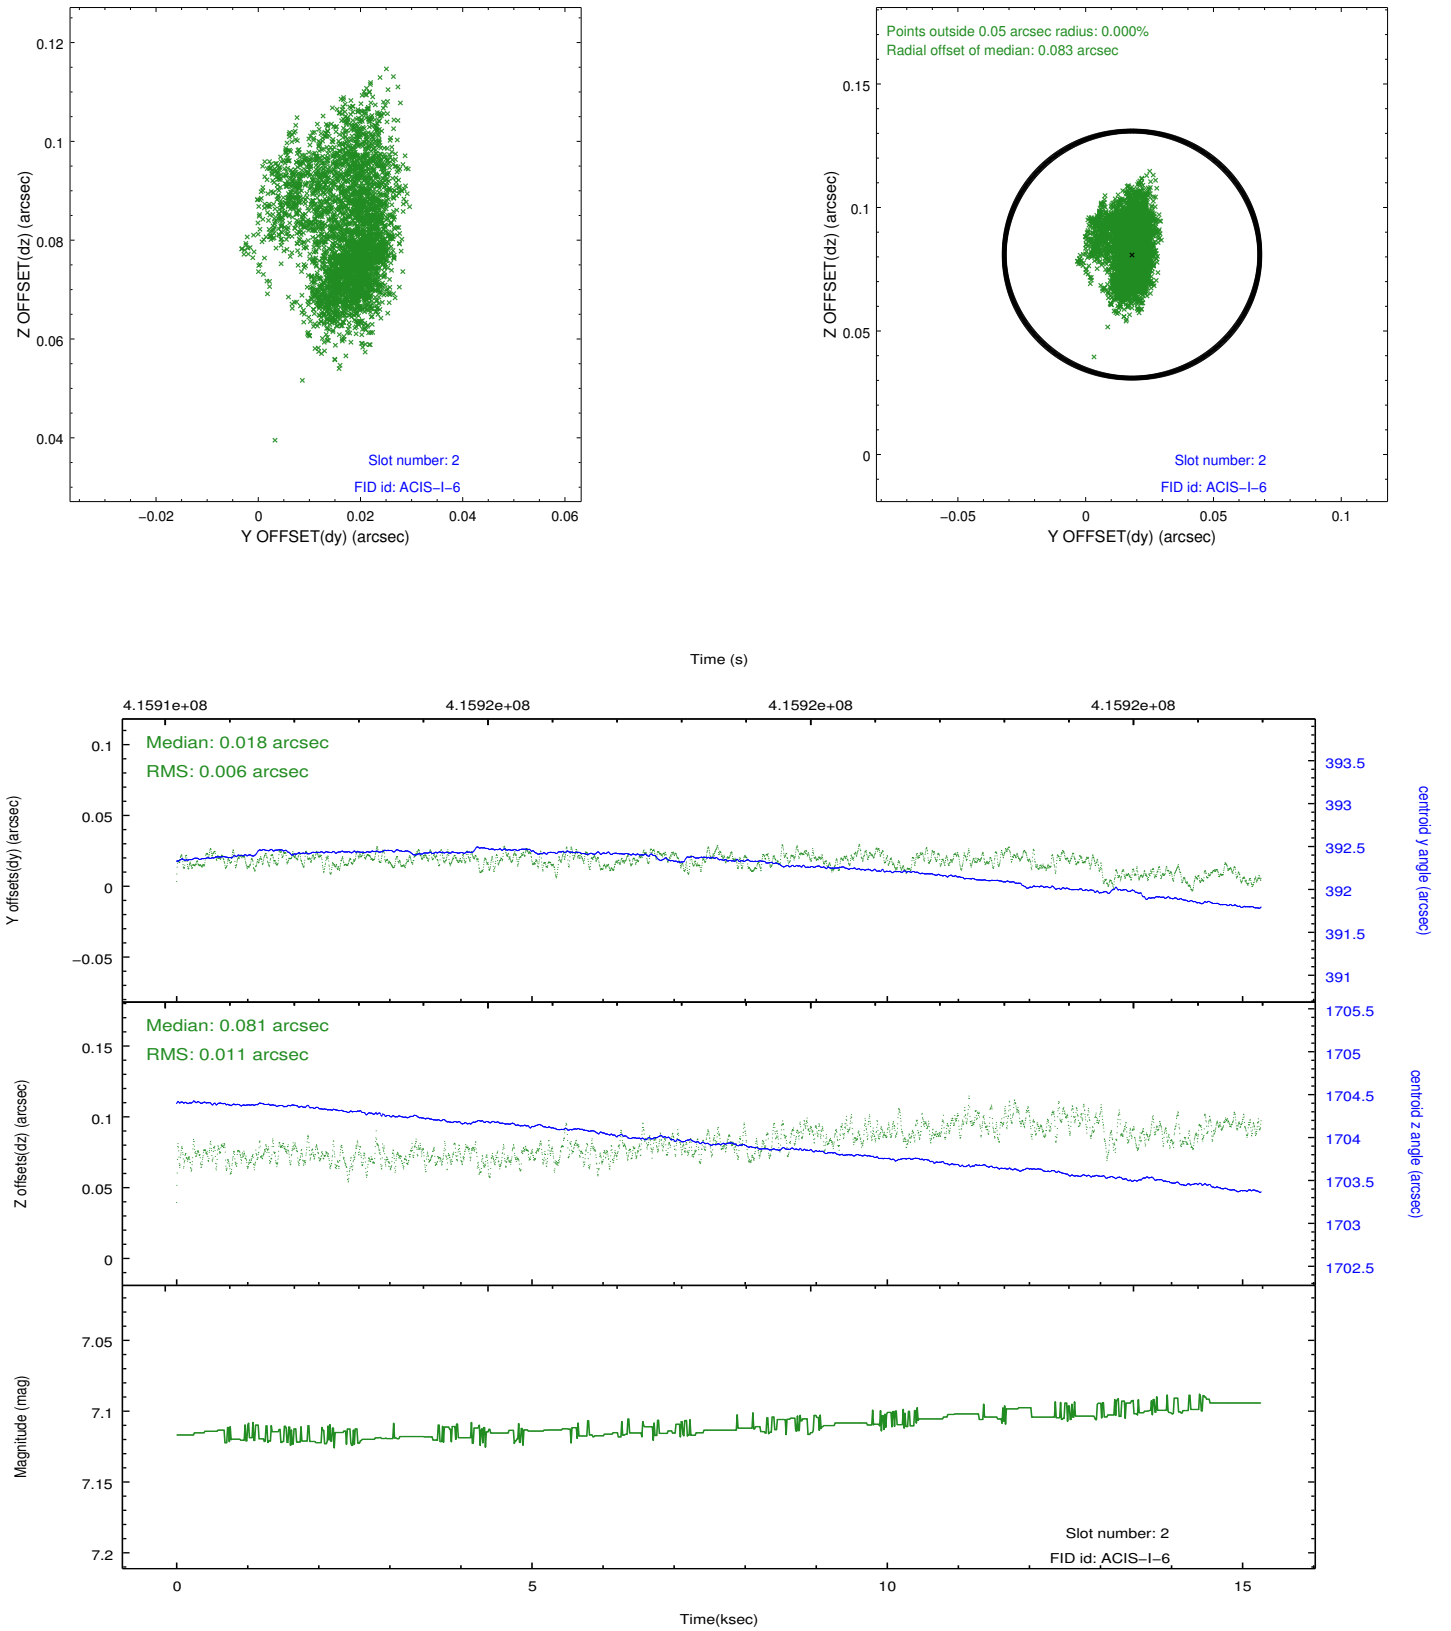 0.12
0.1
0.08
0.06
0.04
Z OFFSET(dz) (arcsec)
−0.02 0 0.02 0.04 0.06
Y OFFSET(dy) (arcsec)
Slot number: 2
FID id: ACIS−I−6
Points outside 0.05 arcsec radius: 0.000%
Radial offset of median: 0.083 arcsec
0.15
0.1
0.05
0
Z OFFSET(dz) (arcsec)
−0.05 0 0.05 0.1
Y OFFSET(dy) (arcsec)
Slot number: 2
FID id: ACIS−I−6
Time (s)
4.1591e+08 4.1592e+08 4.1592e+08 4.1592e+08
Median: 0.018 arcsec
RMS: 0.006 arcsec
0.1
0.05
0
−0.05
Y offsets(dy) (arcsec)
393.5
393
392.5
392
391.5
391
centroid y angle (arcsec)
Median: 0.081 arcsec
RMS: 0.011 arcsec
0.15
0.1
0.05
0
Z offsets(dz) (arcsec)
1705.5
1705
1704.5
1704
1703.5
1703
1702.5
centroid z angle (arcsec)
7.05
7.1
7.15
7.2
Magnitude (mag)
Slot number: 2
FID id: ACIS−I−6
0 5 10 15
Time(ksec)